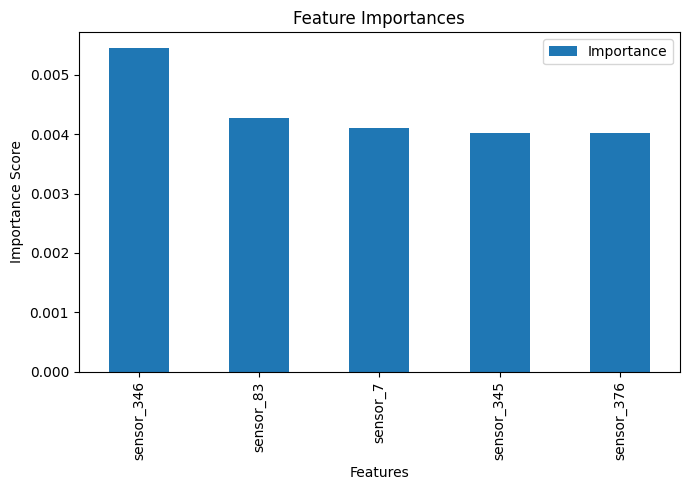 Feature Importances
Importance
Importance Score
0.005
0.004
0.003
0.002
0.001
0.000
sensor_346
sensor_83
sensor_7
sensor_345
sensor_376
Features